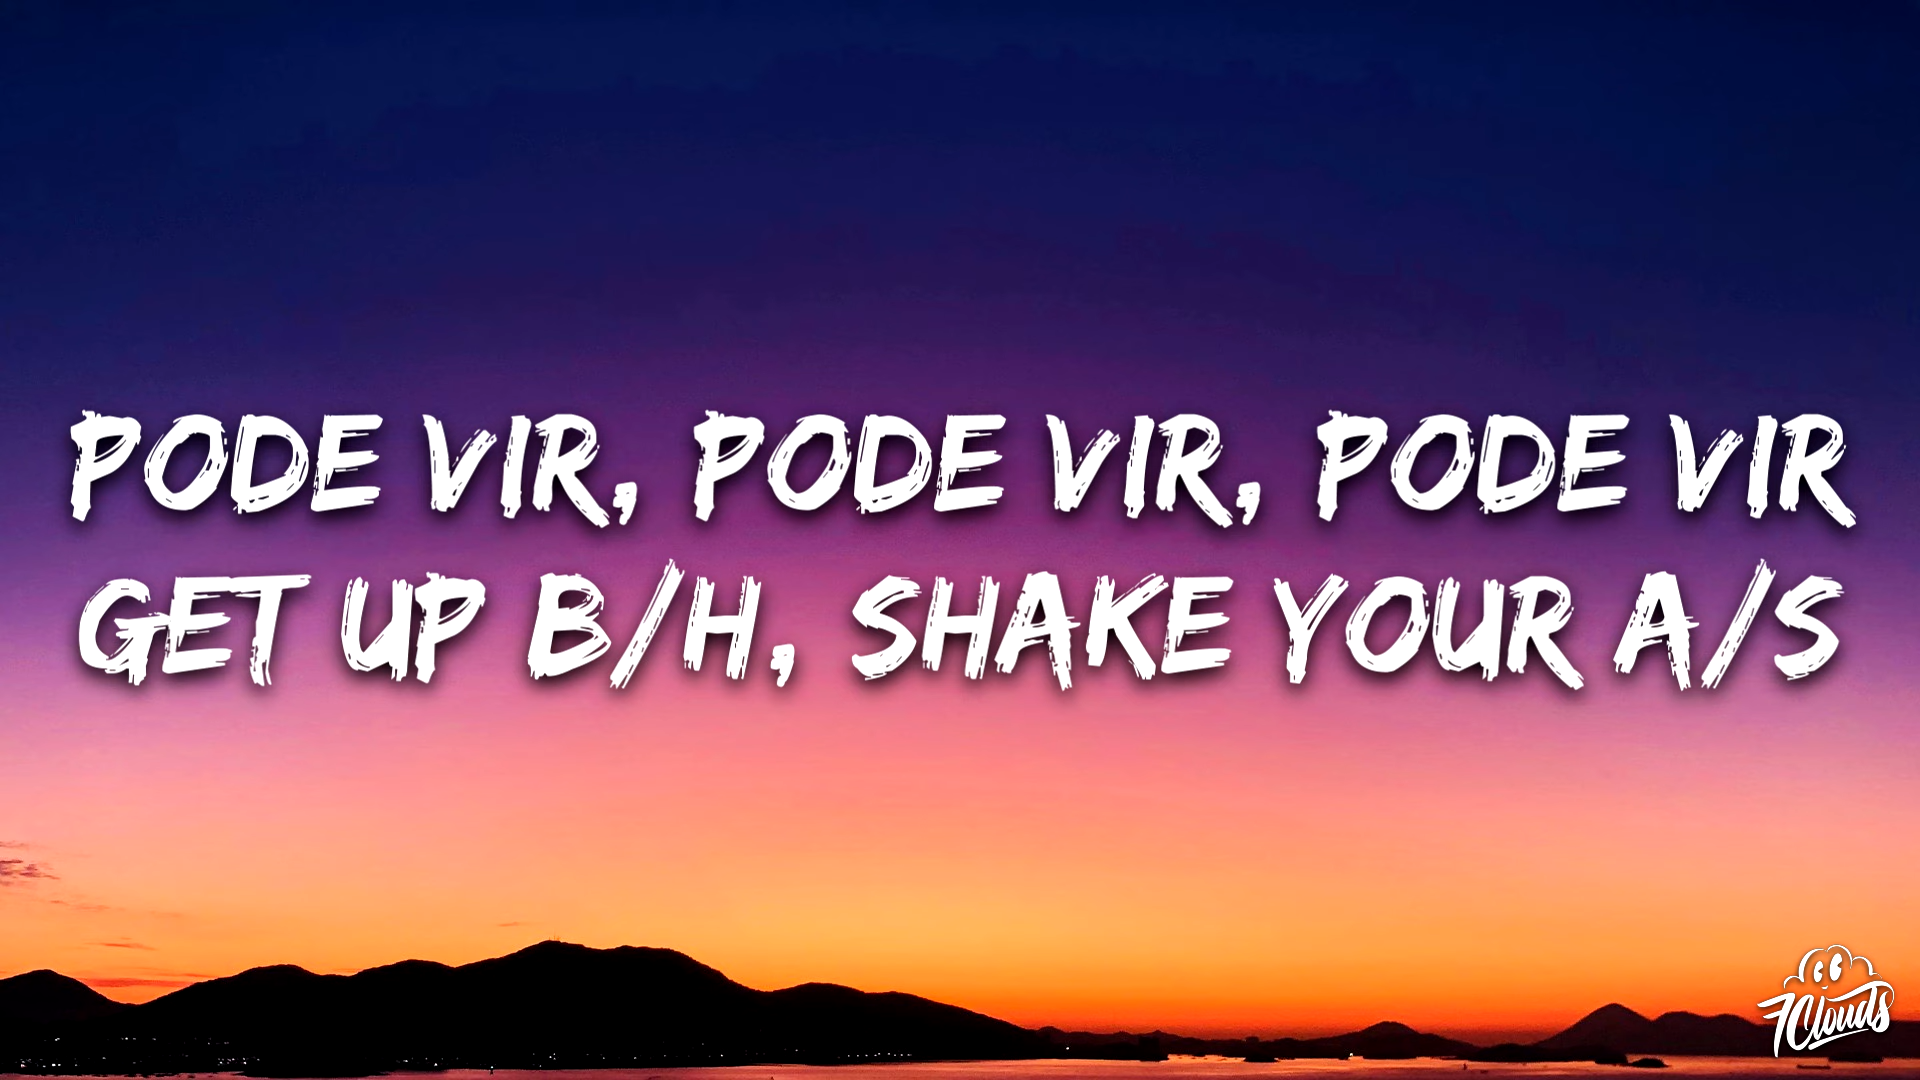 PODE VIR, PODE VIR, PODE VIR
GET UP B/H, SHAKE YOUR A/S
7Clouds